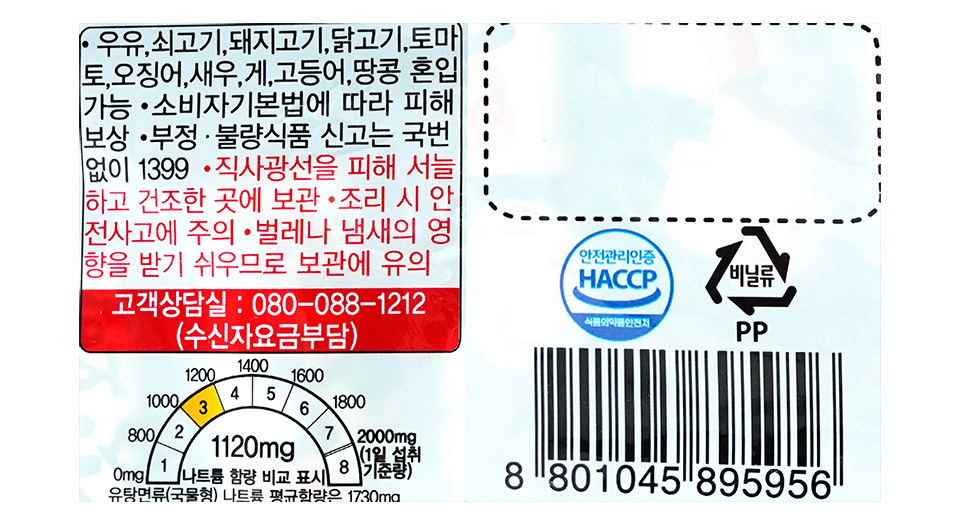 • 우유,쇠고기,돼지고기,닭고기,토마
토,오징어,새우,게,고등어,땅콩 혼입
가능 •소비자기본법에 따라 피해
보상 •부정 · 불량식품 신고는 국번
없이 1399 •직사광선을 피해 서늘
하고 건조한 곳에 보관 •조리 시 안
전사고에 주의 •벌레나 냄새의 영
향을 받기 쉬우므로 보관에 유의
고객상담실 : 080-088-1212
(수신자요금부담)
안전관리인증
HACCP
식품의약품안전처
비닐류
PP
0mg
800
1000
1200
1400
1600
1800
2000mg
(1일 섭취
기준량)
1
2
3
4
5
6
7
8
1120mg
나트륨 함량 비교 표시
유탕면류(국물형) 나트륨 평균함량은 1730mg
8 801045 895956